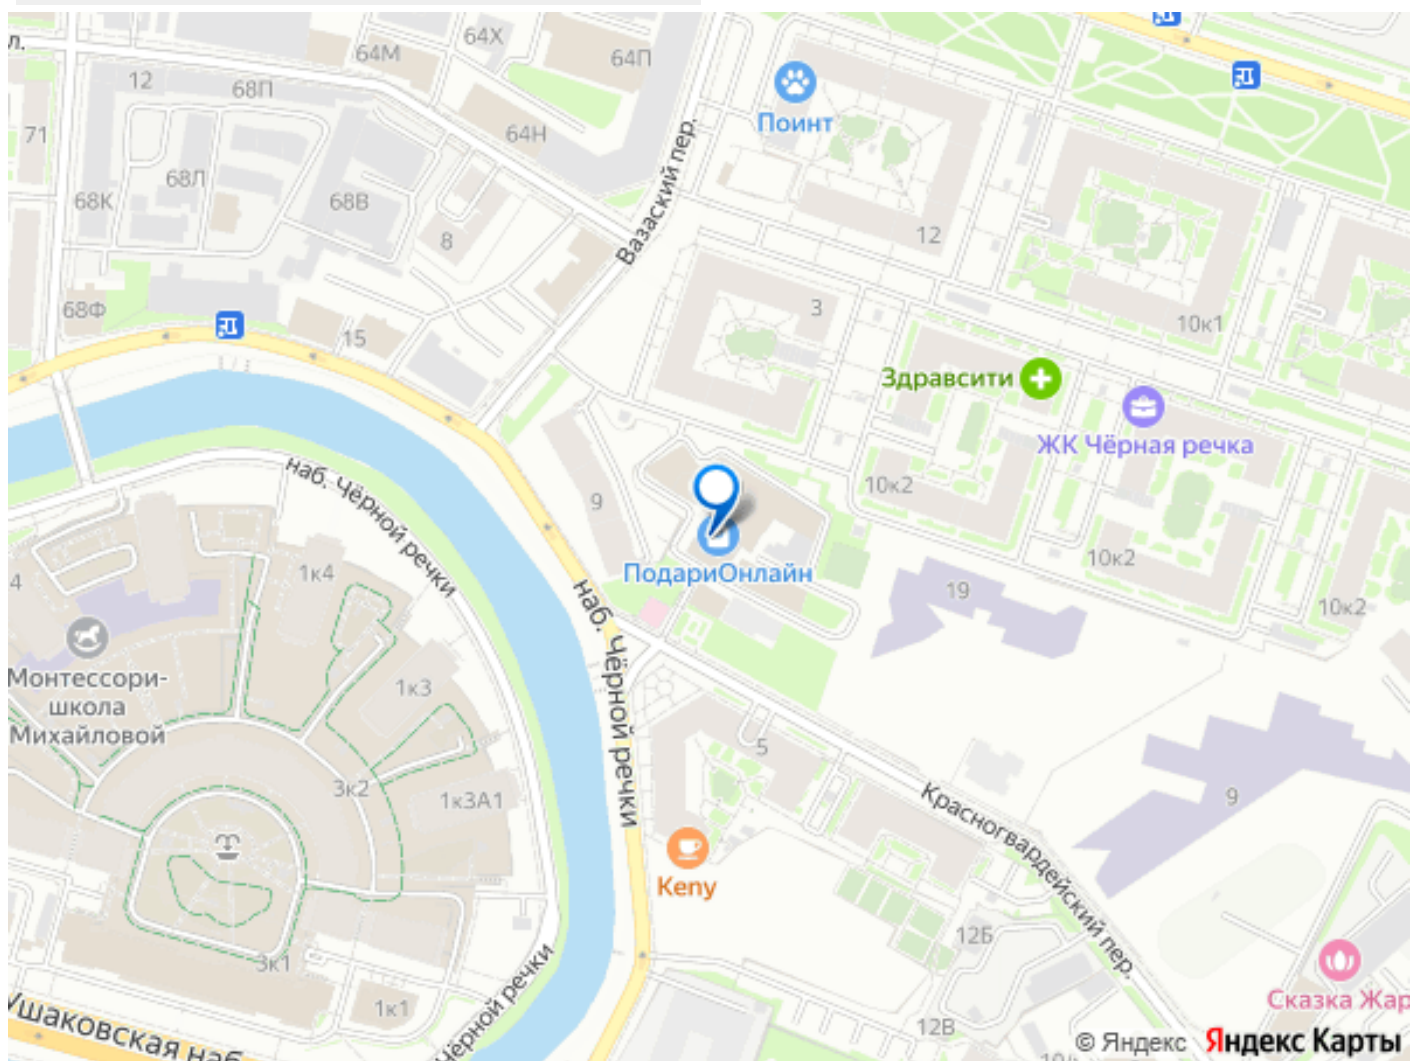 л.
64М
64Х
64П
12
68П
71
64Н
Поинт
68Л
68К
68В
8
Вазаский пер.
12
68Ф
15
3
10к1
Здравсити
ЖК Чёрная речка
9
10к2
наб. Чёрной речки
ПодариОнлайн
10к2
19
10к2
4
1к4
наб. Чёрной речки
Монтессори-
школа
Михайловой
1к3
5
3к2
1к3А1
Красногвардейский пер.
9
Keny
12Б
3к1
Чёрной речки
1к1
Сказка Жар
Ушаковская наб
12В
© Яндекс Яндекс Карты